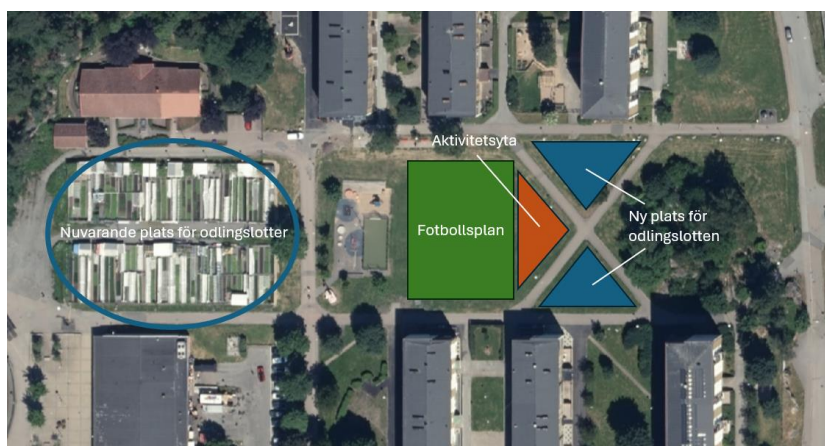 Aktivitetsyta
Nuvarande plats för odlingslotter
Fotbollsplan
Ny plats för
odlingslotten